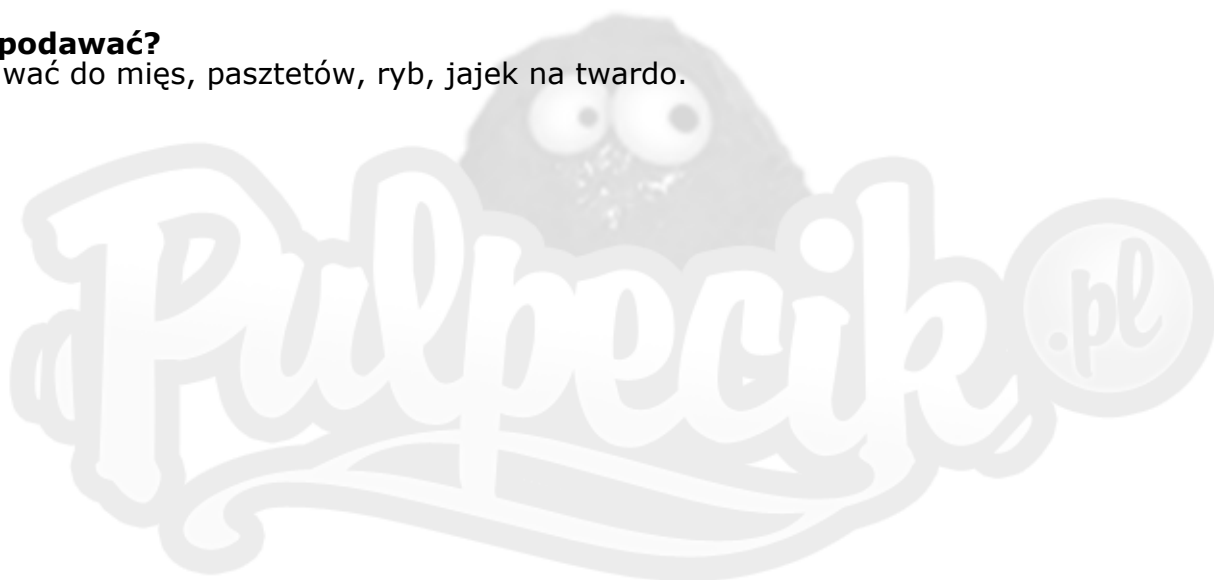 podawać?
wać do mięs, pasztetów, ryb, jajek na twardo.
Pulpecik.pl